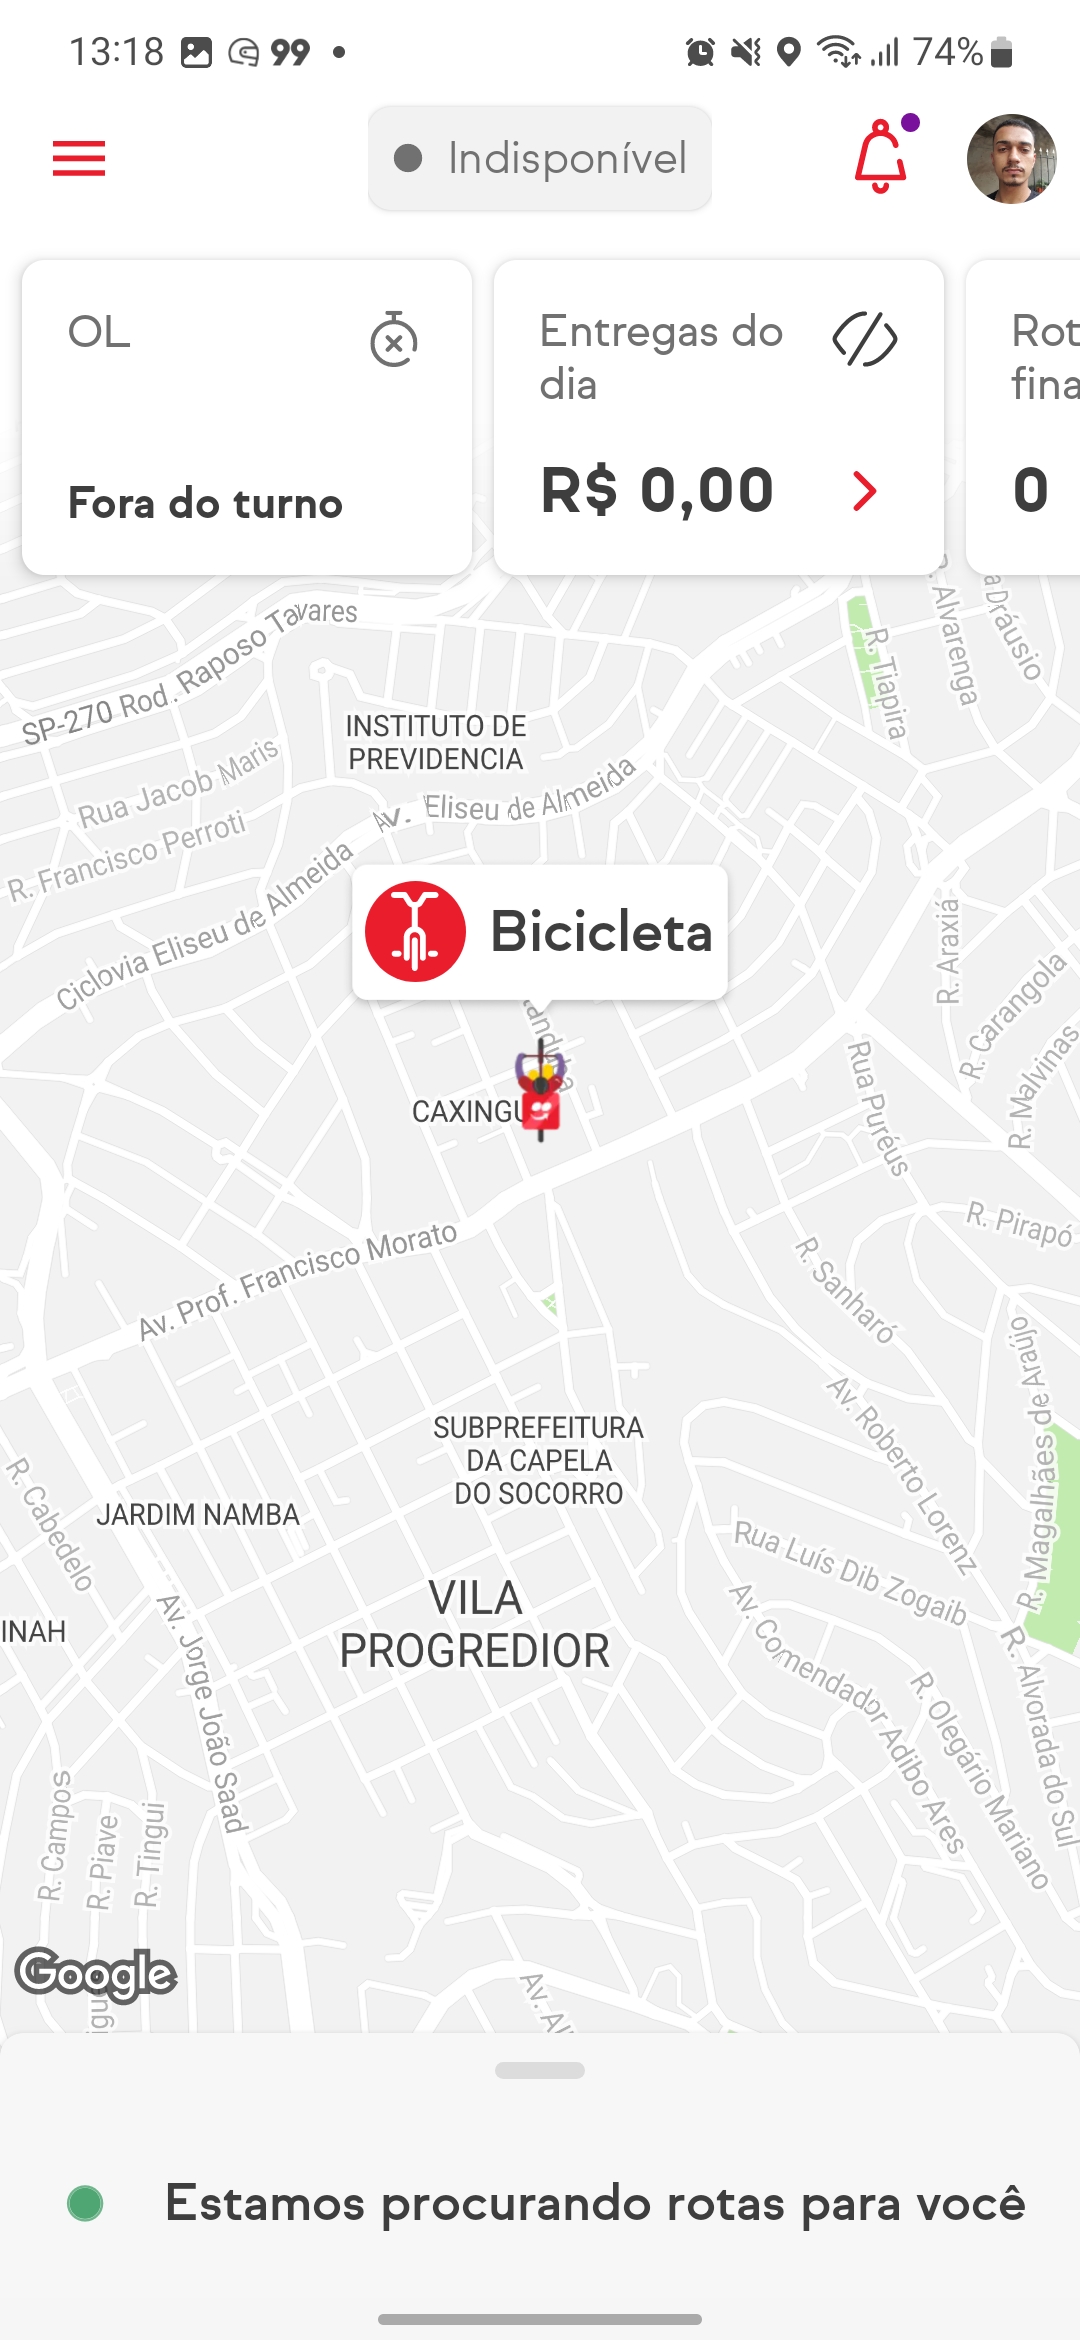 13:18
99
74%
Indisponível
OL
Fora do turno
Entregas do
dia
R$ 0,00
Rot
fina
0
R. Alvarenga
a Dráusio
R. Tiapira
SP-270 Rod. Raposo Tavares
INSTITUTO DE
PREVIDENCIA
Rua Jacob Maris
Av. Eliseu de Almeida
R. Francisco Perroti
Ciclovia Eliseu de Almeida
Bicicleta
R. Araxiá
R. Carangola
R. Malvinas
Rua Puréus
CAXINGU
R. Pirapó
Av. Prof. Francisco Morato
R. Sanharó
R. Magalhães de Araújo
Av. Roberto Lorenz
SUBPREFEITURA
DA CAPELA
DO SOCORRO
R. Cabedelo
JARDIM NAMBA
Rua Luís Dib Zogaib
VILA
PROGREDIOR
INAH
Av. Jorge João Saad
Av. Comendador Adibo Ares
R. Olegário Mariano
R. Alvorada do Sul
R. Campos
R. Piave
R. Tingui
Google
Estamos procurando rotas para você